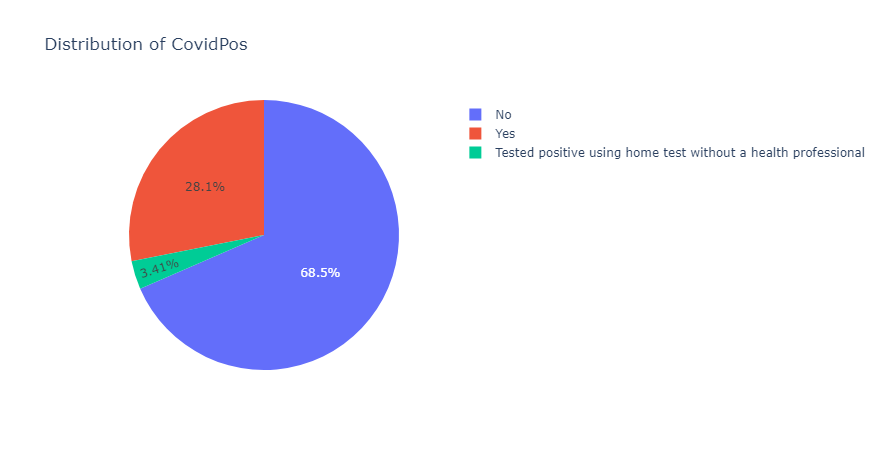 Distribution of CovidPos
No
Yes
Tested positive using home test without a health professional
28.1%
3.41%
68.5%